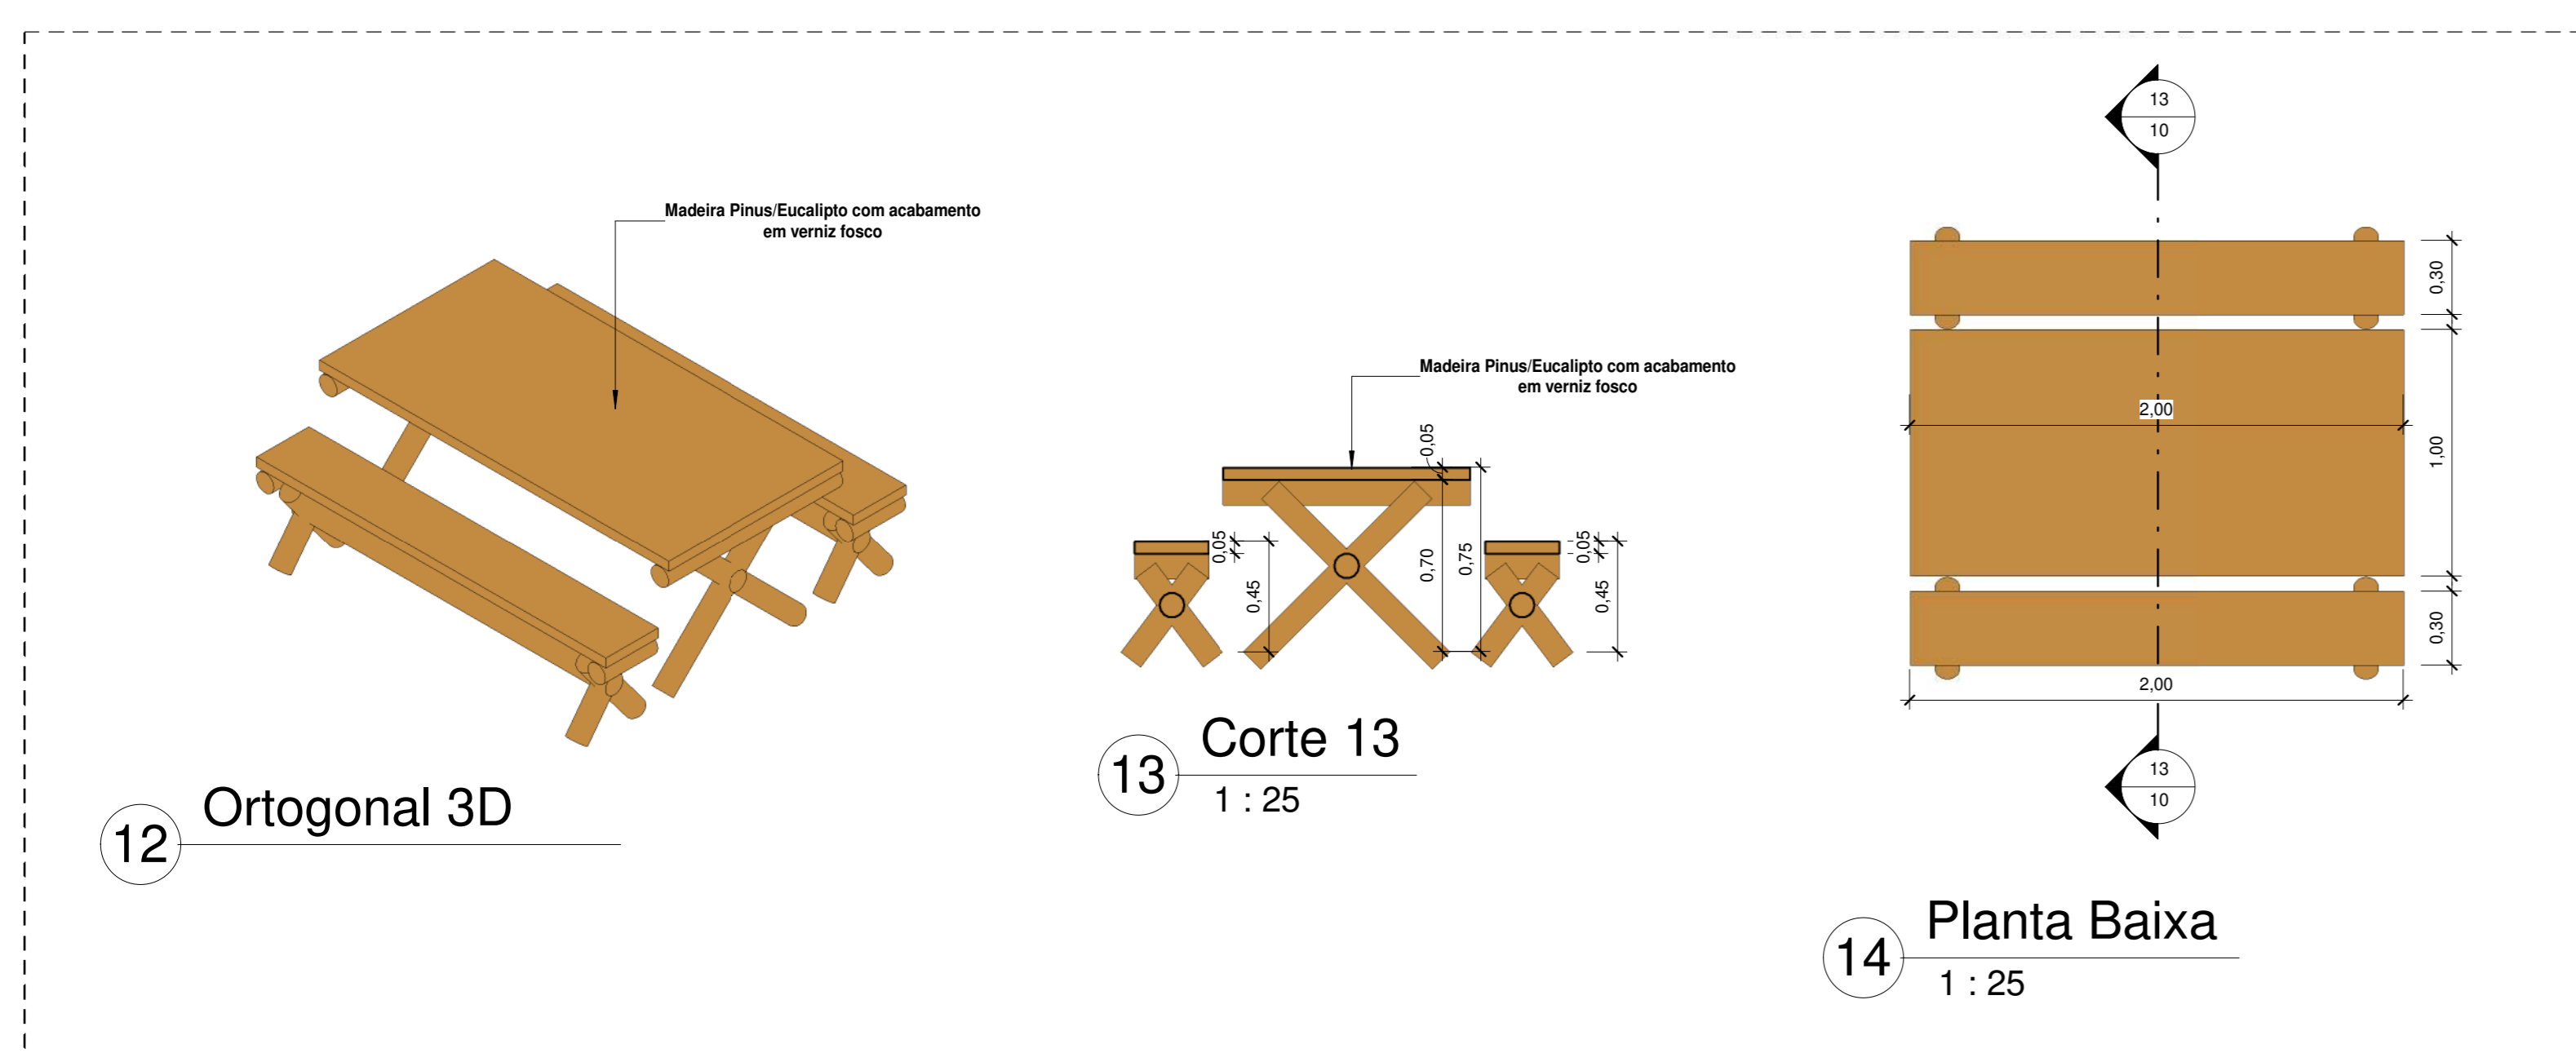 Madeira Pinus/Eucalipto com acabamento
em verniz fosco
12
Ortogonal 3D
Madeira Pinus/Eucalipto com acabamento
em verniz fosco
0,05
0,05
0,45
0,70
0,75
0,05
0,45
13
Corte 13
1 : 25
13
10
0,30
2,00
1,00
0,30
2,00
13
10
14
Planta Baixa
1 : 25